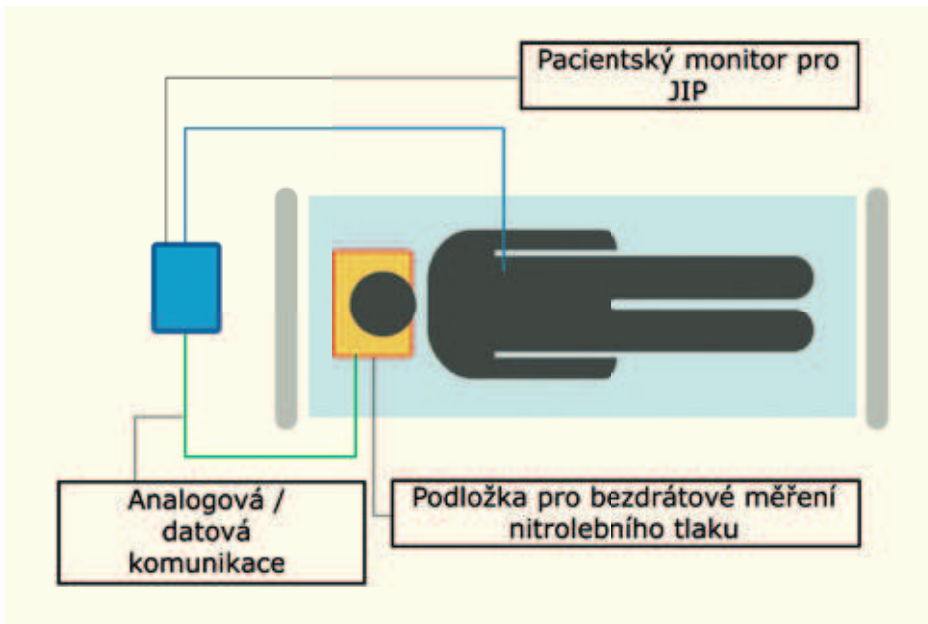 Pacientský monitor pro
JIP
Analogová /
datová
komunikace
Podložka pro bezdrátové měření
nitrolebního tlaku